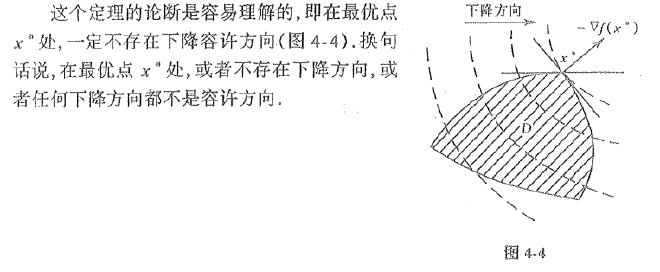 这个定理的论断是容易理解的,即在最优点
x*处,一定不存在下降容许方向(图4-4).换句
话说,在最优点 x*处,或者不存在下降方向,或
者任何下降方向都不是容许方向.
下降方向
-∇f(x*)
x*
D
图 4-4